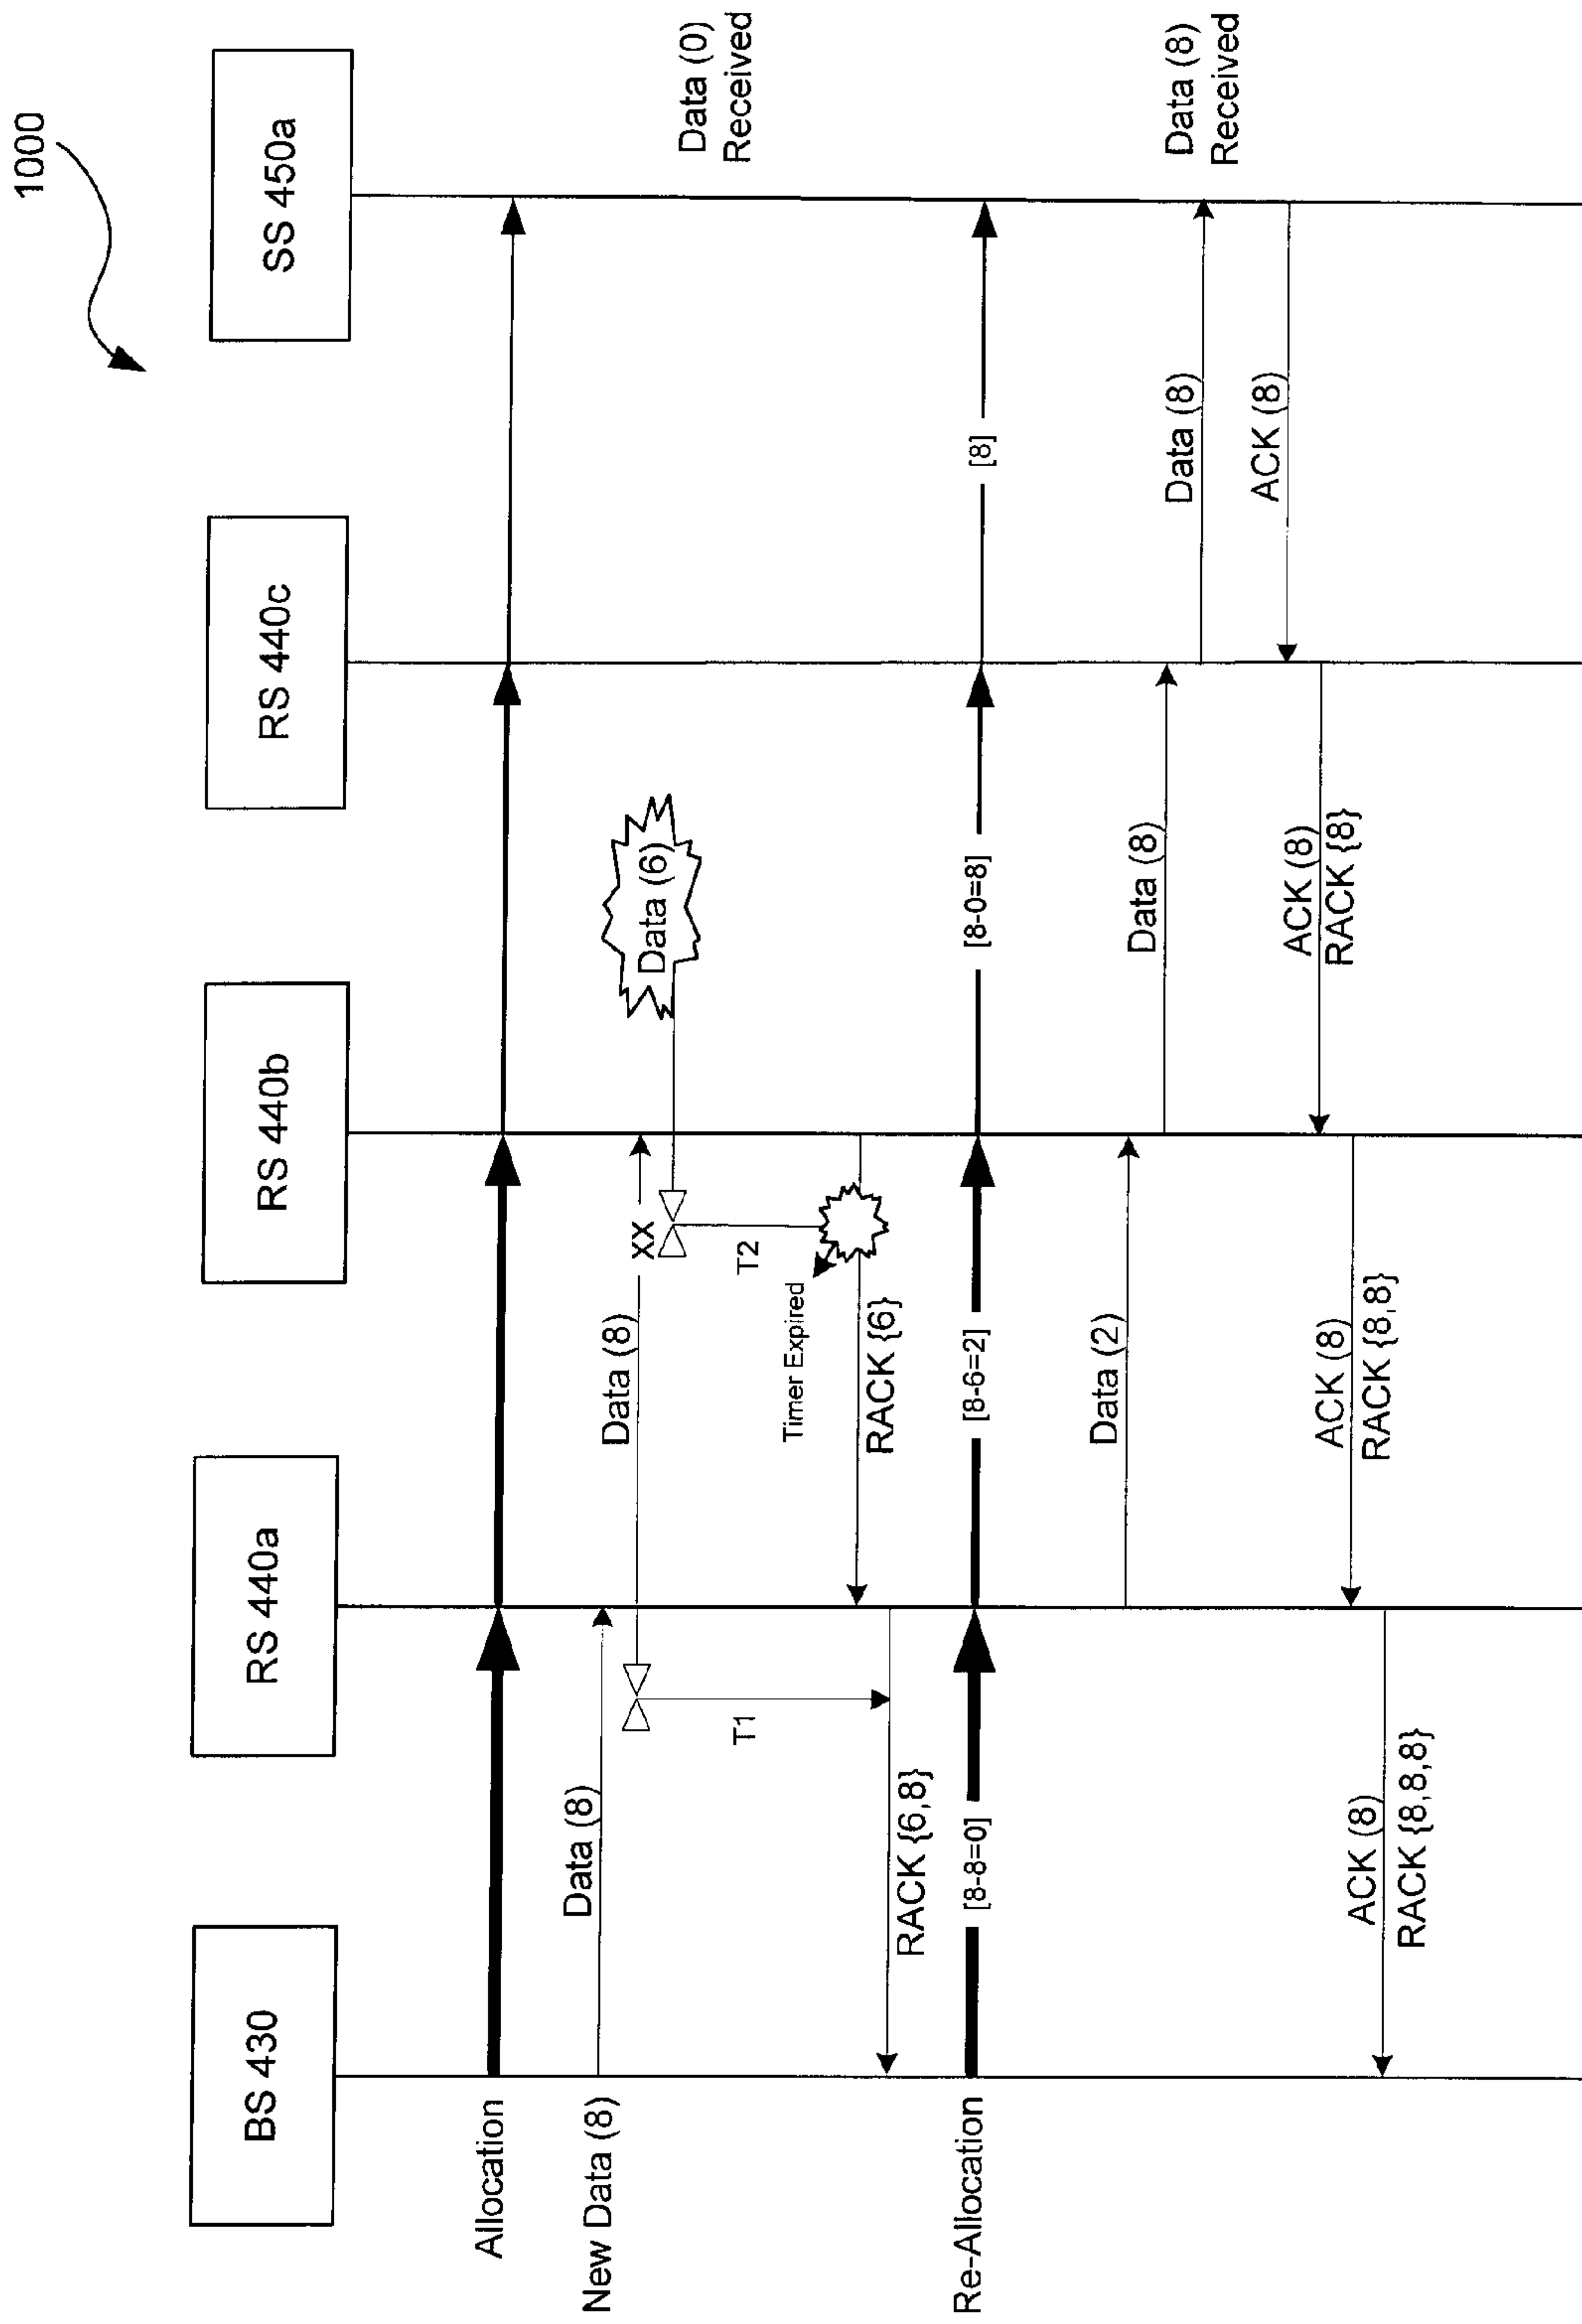 1000
BS 430
RS 440a
RS 440b
RS 440c
SS 450a
Allocation
New Data (8)
Data (8)
Data (8)
XX
Data (6)
Data (0)
Received
T1
T2
Timer Expired
RACK {6}
RACK {6,8}
Re-Allocation
[8-8=0]
[8-6=2]
[8-0=8]
[8]
Data (2)
Data (8)
Data (8)
Data (8)
Received
ACK (8)
ACK (8)
RACK {8}
ACK (8)
RACK {8,8}
ACK (8)
RACK {8,8,8}